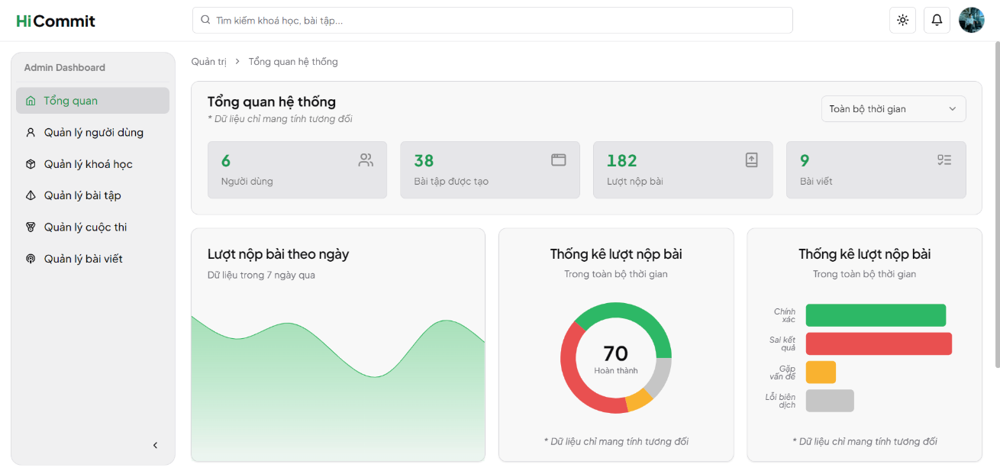 HiCommit
Tìm kiếm khoá học, bài tập...
Admin Dashboard
Tổng quan
Quản lý người dùng
Quản lý khoá học
Quản lý bài tập
Quản lý cuộc thi
Quản lý bài viết
Quản trị > Tổng quan hệ thống
Tổng quan hệ thống
* Dữ liệu chỉ mang tính tương đối
Toàn bộ thời gian
6
Người dùng
38
Bài tập được tạo
182
Lượt nộp bài
9
Bài viết
Lượt nộp bài theo ngày
Dữ liệu trong 7 ngày qua
Thống kê lượt nộp bài
Trong toàn bộ thời gian
70
Hoàn thành
* Dữ liệu chỉ mang tính tương đối
Thống kê lượt nộp bài
Trong toàn bộ thời gian
Chính
xác
Sai kết
quả
Gặp
vấn đề
Lỗi biên
dịch
* Dữ liệu chỉ mang tính tương đối